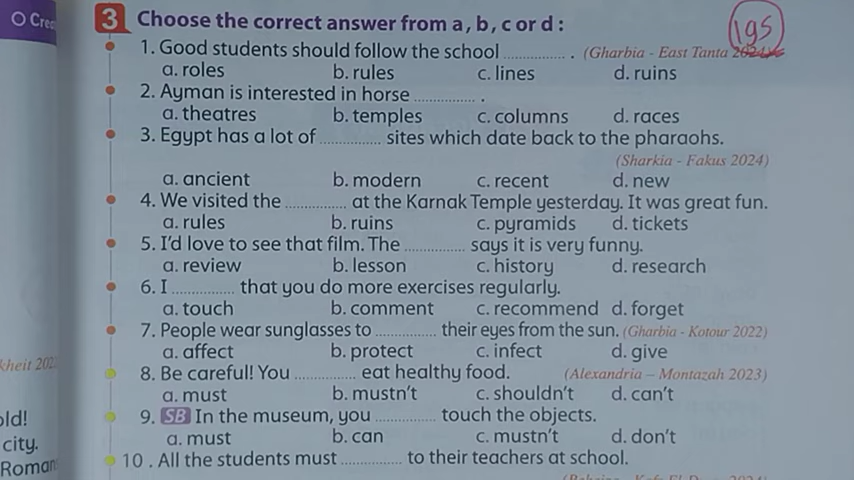 Crea
3 Choose the correct answer from a, b, c or d :
195
1. Good students should follow the school .............. . (Gharbia - East Tanta 2024)
a. roles b. rules c. lines d. ruins
2. Ayman is interested in horse .............. .
a. theatres b. temples c. columns d. races
3. Egypt has a lot of .............. sites which date back to the pharaohs.
(Sharkia - Fakus 2024)
a. ancient b. modern c. recent d. new
4. We visited the .............. at the Karnak Temple yesterday. It was great fun.
a. rules b. ruins c. pyramids d. tickets
5. I'd love to see that film. The .............. says it is very funny.
a. review b. lesson c. history d. research
6. I .............. that you do more exercises regularly.
a. touch b. comment c. recommend d. forget
7. People wear sunglasses to .............. their eyes from the sun. (Gharbia - Kotour 2022)
a. affect b. protect c. infect d. give
kheit 202
8. Be careful! You .............. eat healthy food. (Alexandria – Montazah 2023)
a. must b. mustn't c. shouldn't d. can't
old!
9. SB In the museum, you .............. touch the objects.
city.
a. must b. can c. mustn't d. don't
Roman
10 . All the students must .............. to their teachers at school.